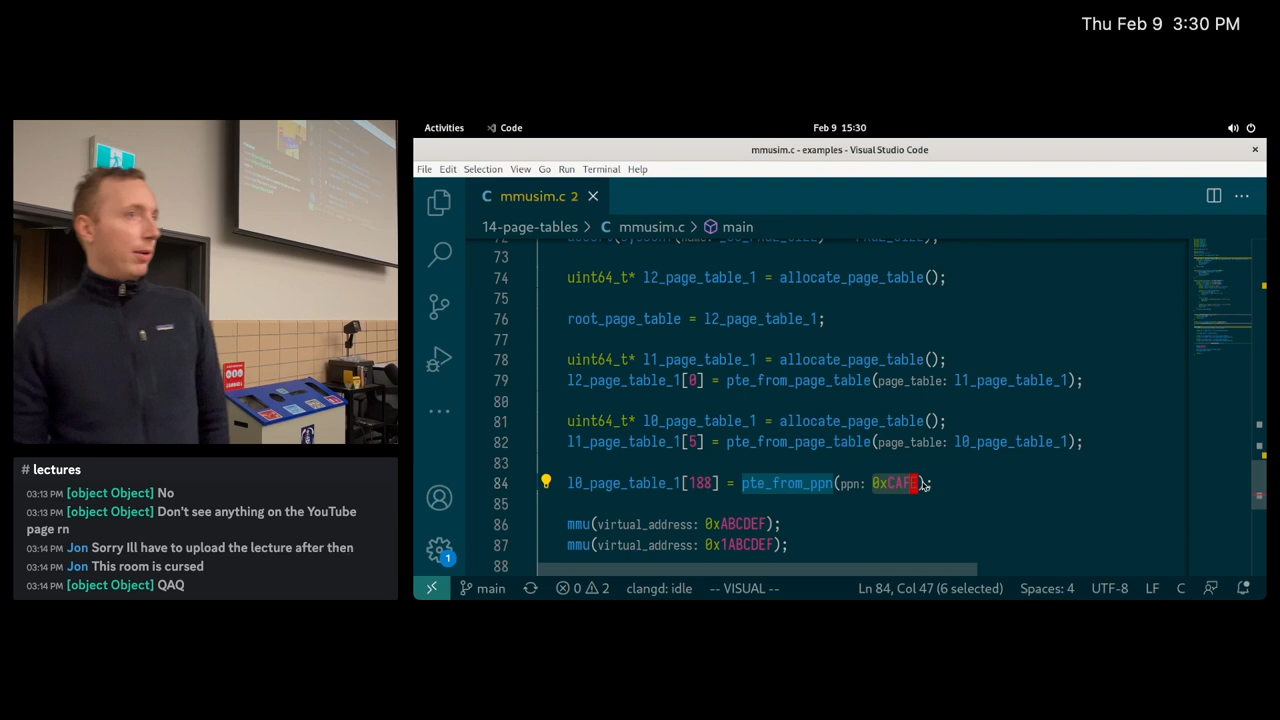 Thu Feb 9 3:30 PM
Activities
Code
Feb 9 15:30
mmusim.c - examples - Visual Studio Code
File Edit Selection View Go Run Terminal Help
C mmusim.c 2
14-page-tables > C mmusim.c > main
73
74 uint64_t* l2_page_table_1 = allocate_page_table();
75
76 root_page_table = l2_page_table_1;
77
78 uint64_t* l1_page_table_1 = allocate_page_table();
79 l2_page_table_1[0] = pte_from_page_table(page_table: l1_page_table_1);
80
81 uint64_t* l0_page_table_1 = allocate_page_table();
82 l1_page_table_1[5] = pte_from_page_table(page_table: l0_page_table_1);
83
84 l0_page_table_1[188] = pte_from_ppn(ppn: 0xCAFE);
85
86 mmu(virtual_address: 0xABCDEF);
87 mmu(virtual_address: 0x1ABCDEF);
88
1
main 0 2 clangd: idle -- VISUAL -- Ln 84, Col 47 (6 selected) Spaces: 4 UTF-8 LF C
# lectures
03:13 PM [object Object] No
03:13 PM [object Object] Don't see anything on the YouTube
page rn
03:14 PM Jon Sorry Ill have to upload the lecture after then
03:14 PM Jon This room is cursed
03:14 PM [object Object] QAQ